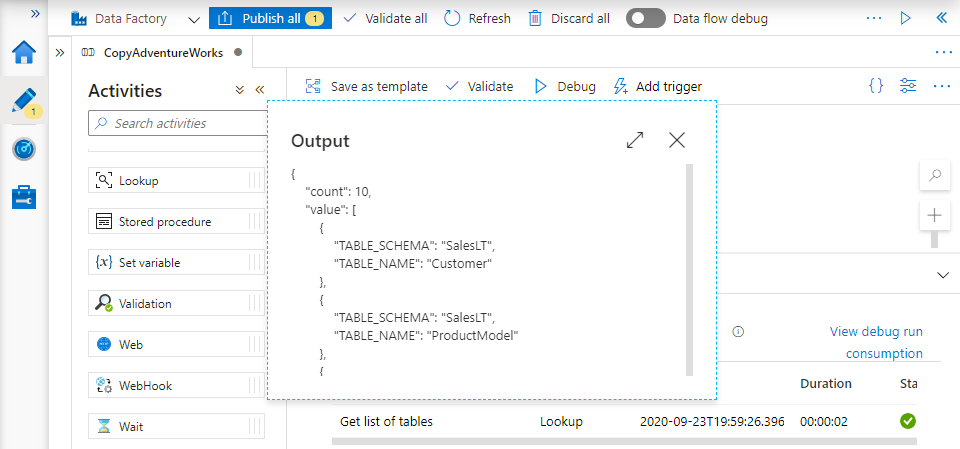 Data Factory
Publish all 1
Validate all
Refresh
Discard all
Data flow debug
1
CopyAdventureWorks
Activities
Search activities
Lookup
Stored procedure
{x} Set variable
Validation
Web
WebHook
Wait
Save as template
Validate
Debug
Add trigger
{}
Output
{
"count": 10,
"value": [
{
"TABLE_SCHEMA": "SalesLT",
"TABLE_NAME": "Customer"
},
{
"TABLE_SCHEMA": "SalesLT",
"TABLE_NAME": "ProductModel"
},
{
View debug run
consumption
Duration Sta
Get list of tables Lookup 2020-09-23T19:59:26.396 00:00:02